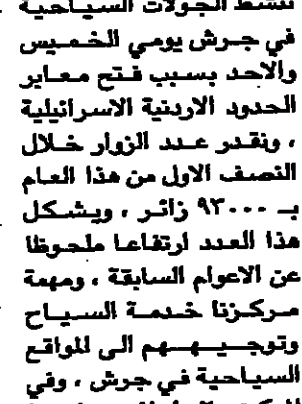 تنشط الجولات السياحية
في جرش يومي الخميس
والاحد بسبب فتح معابر
الحدود الاردنية الاسرائيلية
، ونقدر عدد الزوار خلال
النصف الاول من هذا العام
بـ ٩٣٠٠٠ زائر ، ويشكل
هذا العدد ارتفاعا ملحوظا
عن الاعوام السابقة ، ومهمة
مركزنا خدمة السياح
وتوجيههم الى المواقع
السياحية في جرش ، وفي